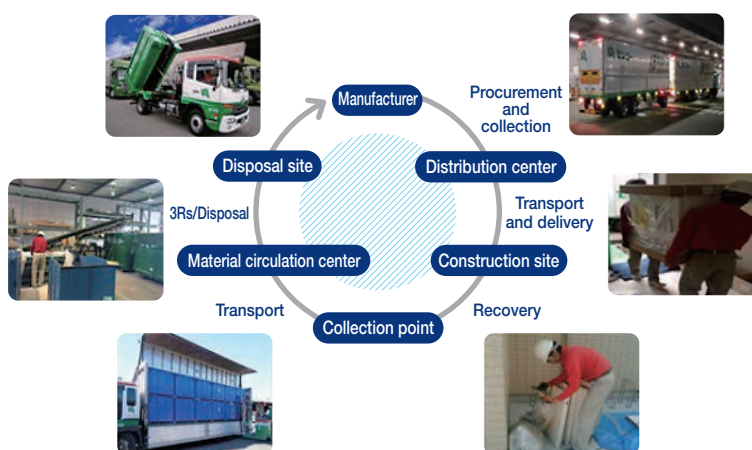 Manufacturer
Procurement
and
collection
Distribution center
Transport
and delivery
Construction site
Recovery
Collection point
Transport
Material circulation center
3Rs/Disposal
Disposal site